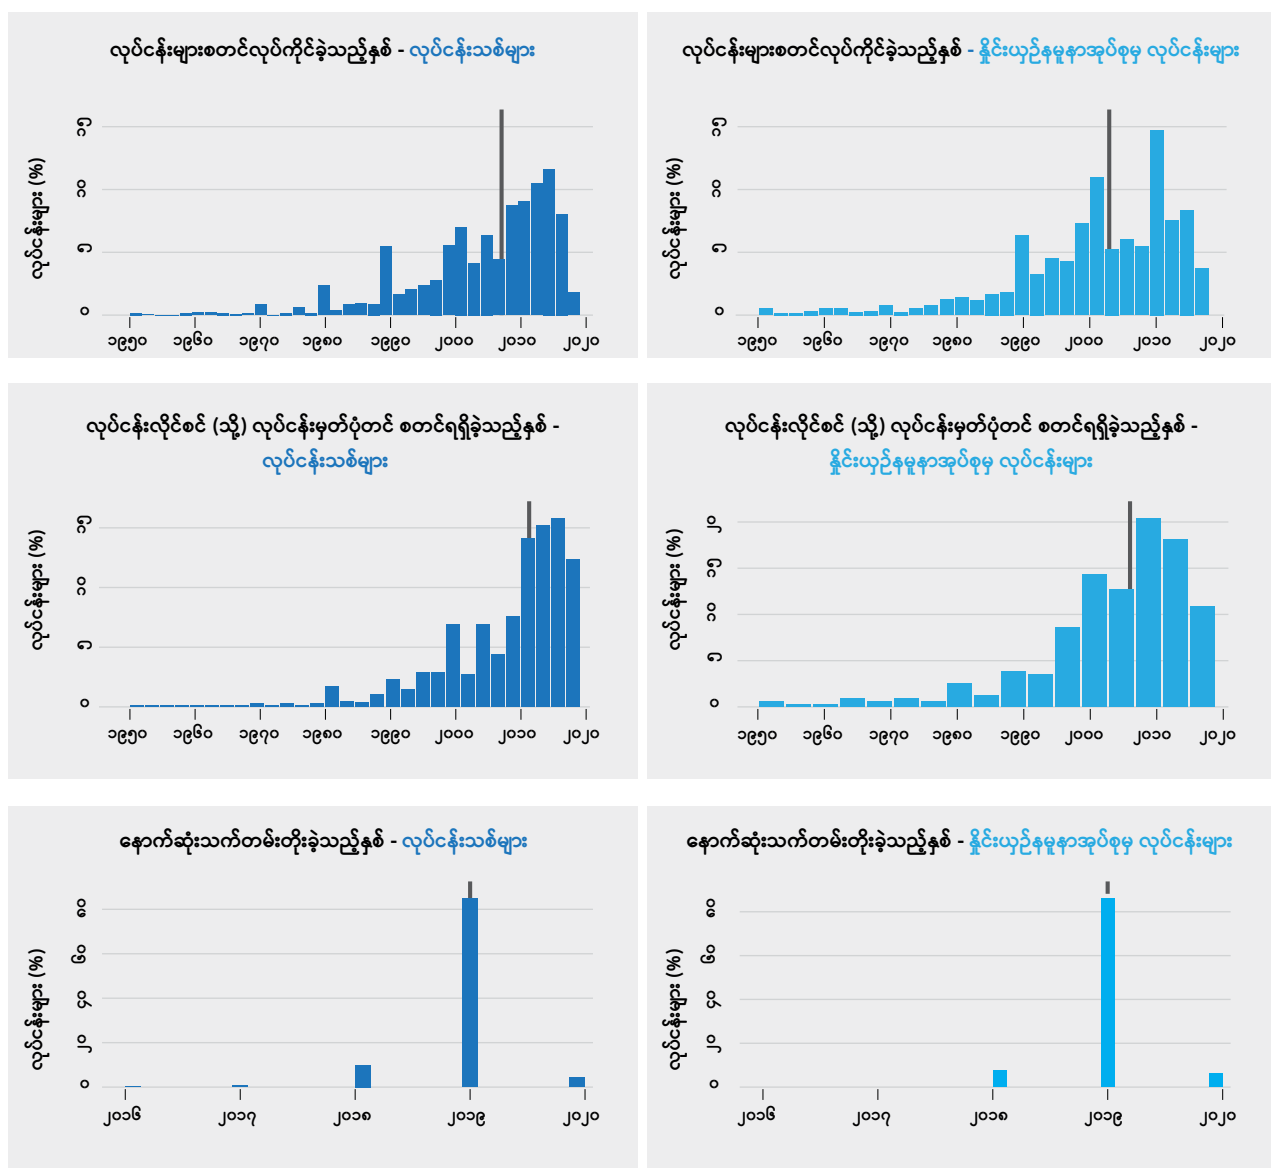 လုပ်ငန်းများစတင်လုပ်ကိုင်ခဲ့သည့်နှစ် - လုပ်ငန်းသစ်များ
လုပ်ငန်းများ (%)
၁၅
၁၀
၅
၀
၁၉၅၀ ၁၉၆၀ ၁၉၇၀ ၁၉၈၀ ၁၉၉၀ ၂၀၀၀ ၂၀၁၀ ၂၀၂၀
လုပ်ငန်းများစတင်လုပ်ကိုင်ခဲ့သည့်နှစ် - နှိုင်းယှဉ်နမူနာအုပ်စုမှ လုပ်ငန်းများ
လုပ်ငန်းများ (%)
၁၅
၁၀
၅
၀
၁၉၅၀ ၁၉၆၀ ၁၉၇၀ ၁၉၈၀ ၁၉၉၀ ၂၀၀၀ ၂၀၁၀ ၂၀၂၀
လုပ်ငန်းလိုင်စင် (သို့) လုပ်ငန်းမှတ်ပုံတင် စတင်ရရှိခဲ့သည့်နှစ် -
လုပ်ငန်းသစ်များ
လုပ်ငန်းများ (%)
၁၅
၁၀
၅
၀
၁၉၅၀ ၁၉၆၀ ၁၉၇၀ ၁၉၈၀ ၁၉၉၀ ၂၀၀၀ ၂၀၁၀ ၂၀၂၀
လုပ်ငန်းလိုင်စင် (သို့) လုပ်ငန်းမှတ်ပုံတင် စတင်ရရှိခဲ့သည့်နှစ် -
နှိုင်းယှဉ်နမူနာအုပ်စုမှ လုပ်ငန်းများ
လုပ်ငန်းများ (%)
၂၀
၁၅
၁၀
၅
၀
၁၉၅၀ ၁၉၆၀ ၁၉၇၀ ၁၉၈၀ ၁၉၉၀ ၂၀၀၀ ၂၀၁၀ ၂၀၂၀
နောက်ဆုံးသက်တမ်းတိုးခဲ့သည့်နှစ် - လုပ်ငန်းသစ်များ
လုပ်ငန်းများ (%)
၈၀
၆၀
၄၀
၂၀
၀
၂၀၁၆ ၂၀၁၇ ၂၀၁၈ ၂၀၁၉ ၂၀၂၀
နောက်ဆုံးသက်တမ်းတိုးခဲ့သည့်နှစ် - နှိုင်းယှဉ်နမူနာအုပ်စုမှ လုပ်ငန်းများ
လုပ်ငန်းများ (%)
၈၀
၆၀
၄၀
၂၀
၀
၂၀၁၆ ၂၀၁၇ ၂၀၁၈ ၂၀၁၉ ၂၀၂၀